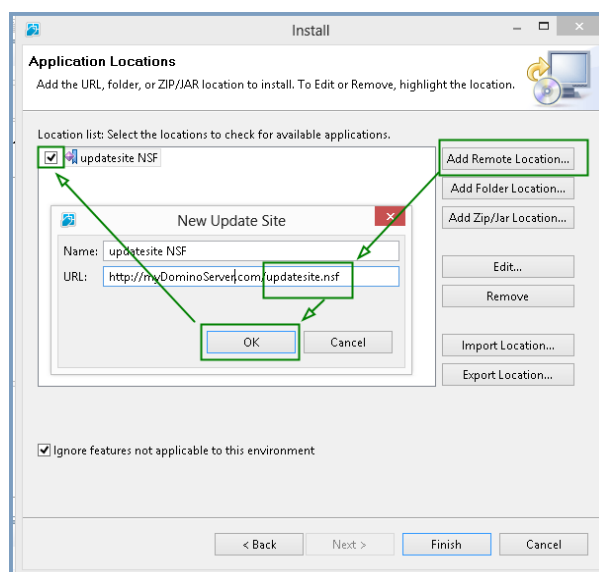 Install
Application Locations
Add the URL, folder, or ZIP/JAR location to install. To Edit or Remove, highlight the location.
Location list: Select the locations to check for available applications.
updatesite NSF
Add Remote Location...
Add Folder Location...
Add Zip/Jar Location...
Edit...
Remove
Import Location...
Export Location...
New Update Site
Name: updatesite NSF
URL: http://myDominoServer.com/updatesite.nsf
OK Cancel
Ignore features not applicable to this environment
< Back Next > Finish Cancel